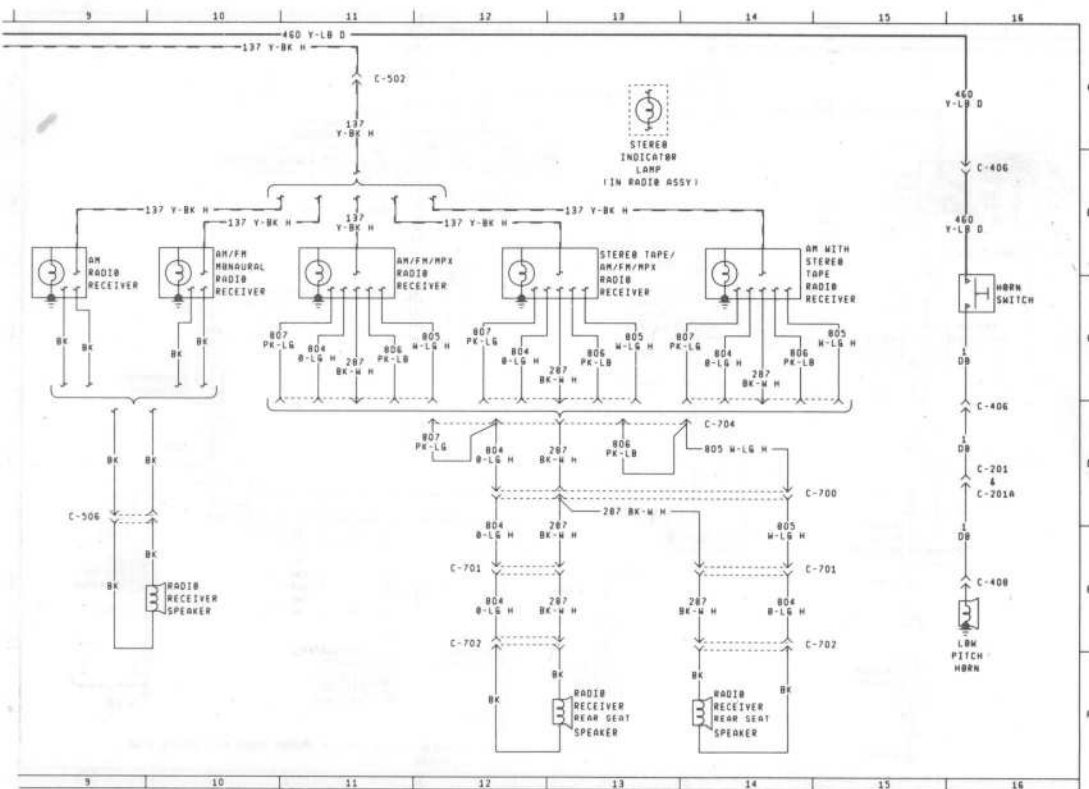 9 10 11 12 13 14 15 16
460 Y-LB D
137 Y-BK H
C-502
460
Y-LB D
137
Y-BK H
STEREO
INDICATOR
LAMP
(IN RADIO ASSY)
C-406
137 Y-BK H
137 Y-BK H
137
Y-BK H
137 Y-BK H
137 Y-BK H
460
Y-LB D
AM
RADIO
RECEIVER
AM/FM
MONAURAL
RADIO
RECEIVER
AM/FM/MPX
RADIO
RECEIVER
STEREO TAPE/
AM/FM/MPX
RADIO
RECEIVER
AM WITH
STEREO
TAPE
RADIO
RECEIVER
HORN
SWITCH
BK
BK
BK
BK
807
PK-LG
804
O-LG H
287
BK-W H
806
PK-LB
805
W-LG H
807
PK-LG
804
O-LG H
287
BK-W H
806
PK-LB
805
W-LG H
807
PK-LG
804
O-LG H
287
BK-W H
806
PK-LB
805
W-LG H
1
DB
C-406
C-704
807
PK-LG
804
O-LG H
287
BK-W H
806
PK-LB
805 W-LG H
1
DB
BK
BK
C-201
&
C-201A
C-700
287 BK-W H
C-506
804
O-LG H
287
BK-W H
805
W-LG H
1
DB
BK
BK
C-701
C-701
C-408
RADIO
RECEIVER
SPEAKER
804
O-LG H
287
BK-W H
287
BK-W H
804
O-LG H
C-702
C-702
LOW
PITCH
HORN
BK
BK
BK
BK
RADIO
RECEIVER
REAR SEAT
SPEAKER
RADIO
RECEIVER
REAR SEAT
SPEAKER
9 10 11 12 13 14 15 16